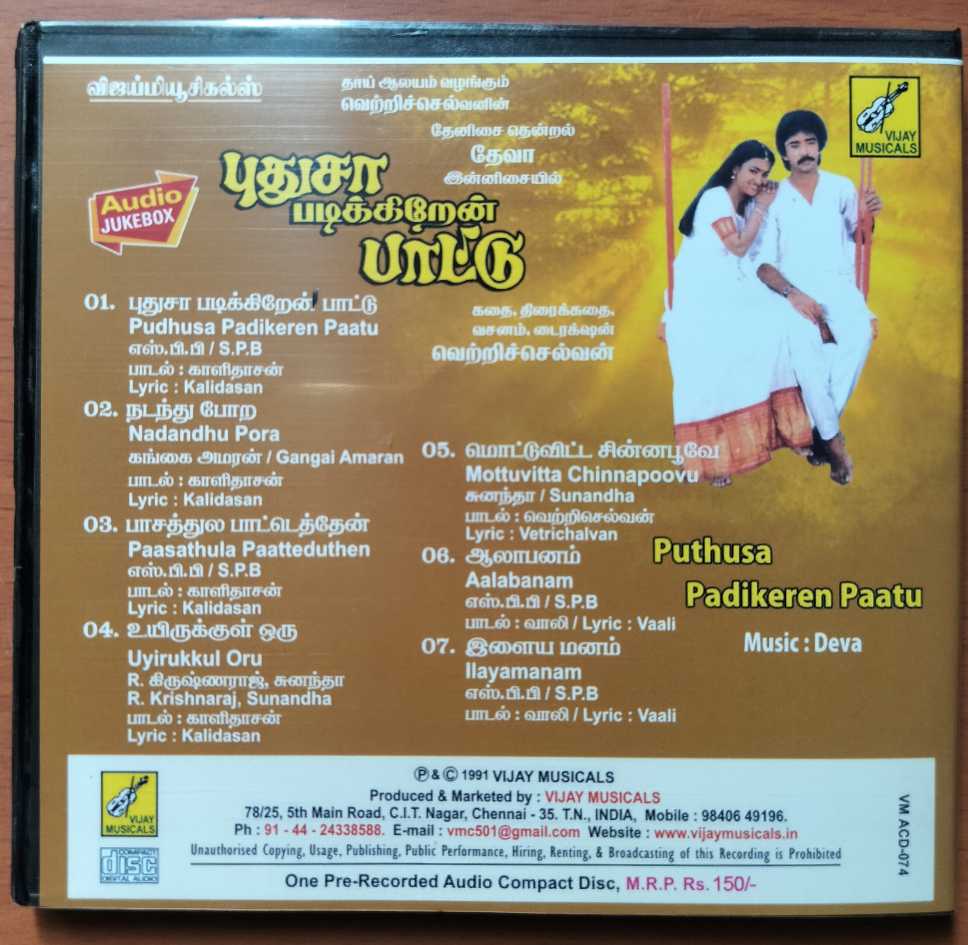 விஜய்மியூசிகல்ஸ்
தாய் ஆலயம் வழங்கும்
வெற்றிச்செல்வனின்
தேனிசை தென்றல்
தேவா
இன்னிசையில்
VIJAY
MUSICALS
Audio
JUKEBOX
புதுசா
படிக்கிறேன்
பாட்டு
கதை, திரைக்கதை,
வசனம், டைரக்ஷன்
வெற்றிச்செல்வன்
01. புதுசா படிக்கிறேன் பாட்டு
Pudhusa Padikeren Paatu
எஸ்.பி.பி / S.P.B
பாடல் : காளிதாசன்
Lyric : Kalidasan
02. நடந்து போற
Nadandhu Pora
கங்கை அமரன் / Gangai Amaran
பாடல் : காளிதாசன்
Lyric : Kalidasan
03. பாசத்துல பாட்டெத்தேன்
Paasathula Paatteduthen
எஸ்.பி.பி / S.P.B
பாடல் : காளிதாசன்
Lyric : Kalidasan
04. உயிருக்குள் ஒரு
Uyirukkul Oru
R. கிருஷ்ணராஜ், சுனந்தா
R. Krishnaraj, Sunandha
பாடல் : காளிதாசன்
Lyric : Kalidasan
05. மொட்டுவிட்ட சின்னபூவே
Mottuvitta Chinnapoovu
சுனந்தா / Sunandha
பாடல் : வெற்றிசெல்வன்
Lyric : Vetrichalvan
06. ஆலாபனம்
Aalabanam
எஸ்.பி.பி / S.P.B
பாடல் : வாலி / Lyric : Vaali
07. இளைய மனம்
Ilayamanam
எஸ்.பி.பி / S.P.B
பாடல் : வாலி / Lyric : Vaali
Puthusa
Padikeren Paatu
Music : Deva
VIJAY
MUSICALS
COMPACT
disc
DIGITAL AUDIO
Ⓟ & © 1991 VIJAY MUSICALS
Produced & Marketed by : VIJAY MUSICALS
78/25, 5th Main Road, C.I.T. Nagar, Chennai - 35. T.N., INDIA, Mobile : 98406 49196.
Ph : 91 - 44 - 24338588. E-mail : vmc501@gmail.com Website : www.vijaymusicals.in
Unauthorised Copying, Usage, Publishing, Public Performance, Hiring, Renting, & Broadcasting of this Recording is Prohibited
One Pre-Recorded Audio Compact Disc, M.R.P. Rs. 150/-
VM ACD-074